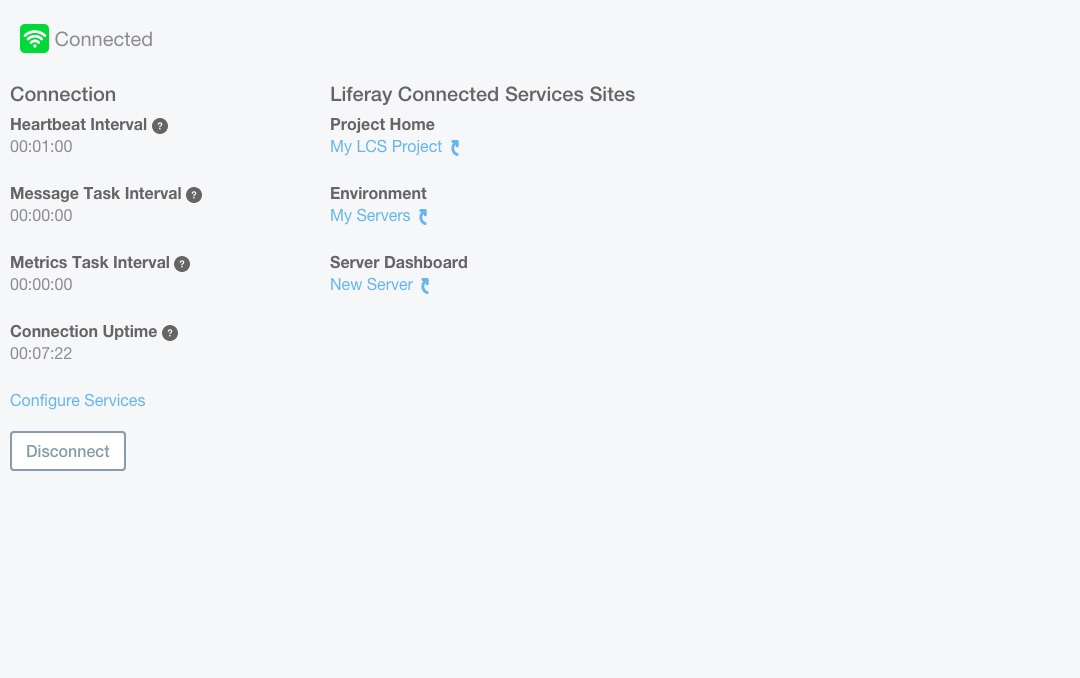 Connected
Connection
Heartbeat Interval ?
00:01:00
Message Task Interval ?
00:00:00
Metrics Task Interval ?
00:00:00
Connection Uptime ?
00:07:22
Configure Services
Disconnect
Liferay Connected Services Sites
Project Home
My LCS Project
Environment
My Servers
Server Dashboard
New Server